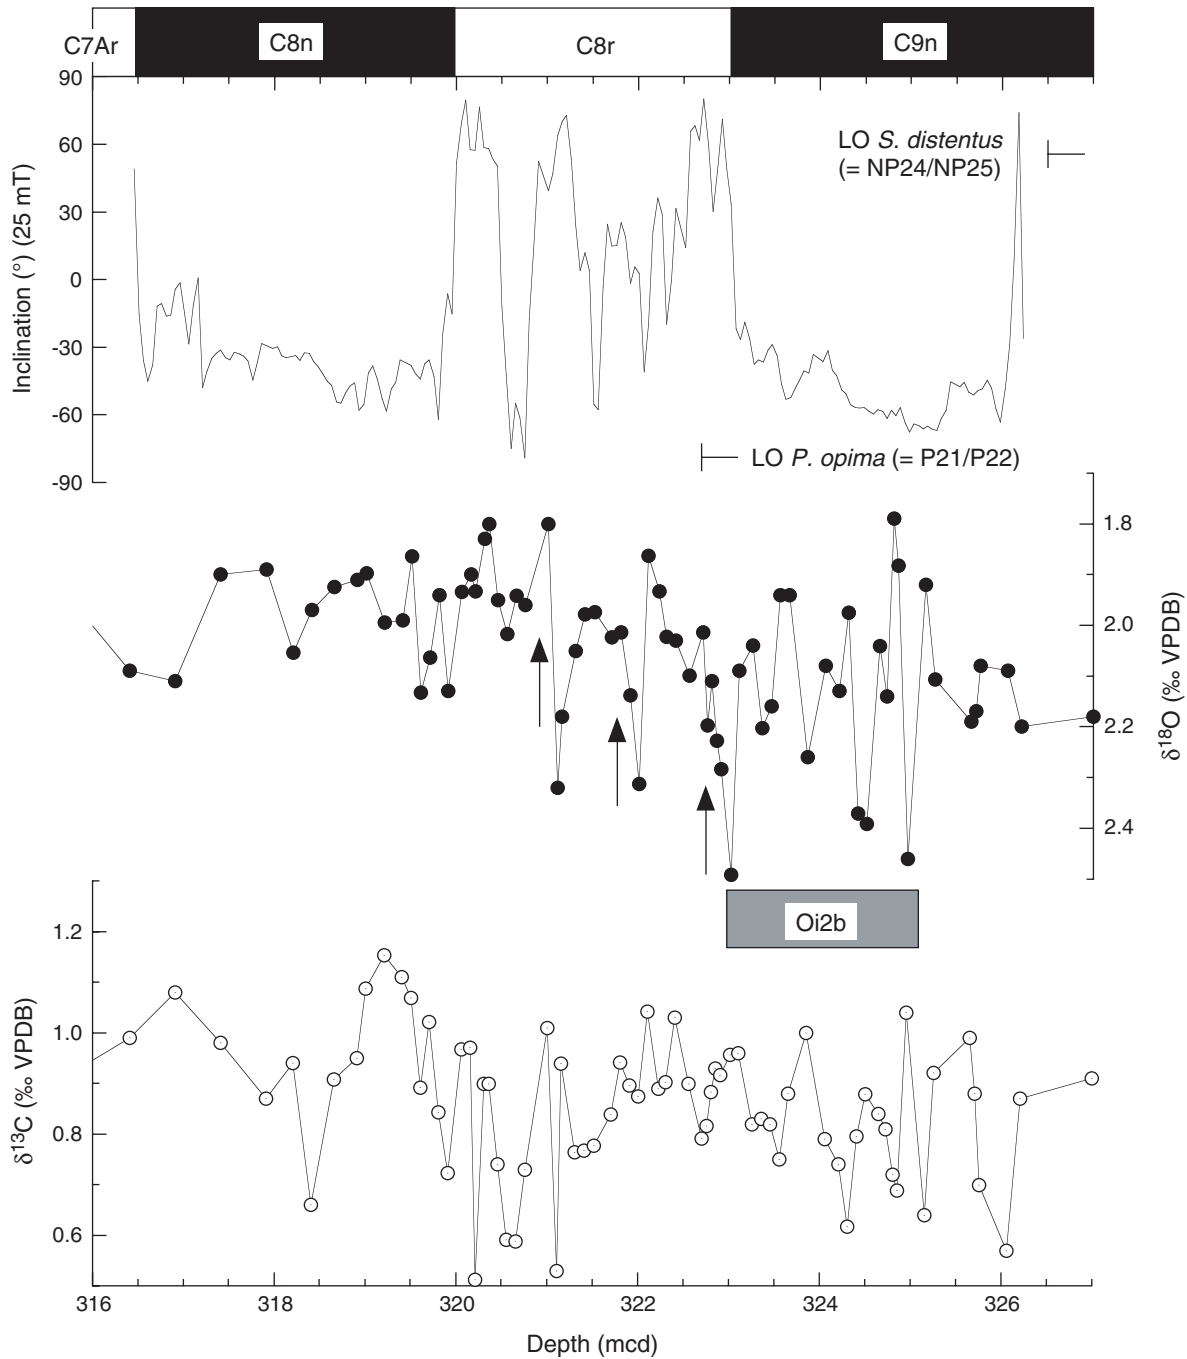 C7Ar C8n C8r C9n
90
60
30
0
-30
-60
-90
Inclination (°) (25 mT)
LO S. distentus
(= NP24/NP25)
LO P. opima (= P21/P22)
1.8
2.0
2.2
2.4
δ18O (‰ VPDB)
Oi2b
1.2
1.0
0.8
0.6
δ13C (‰ VPDB)
316 318 320 322 324 326
Depth (mcd)